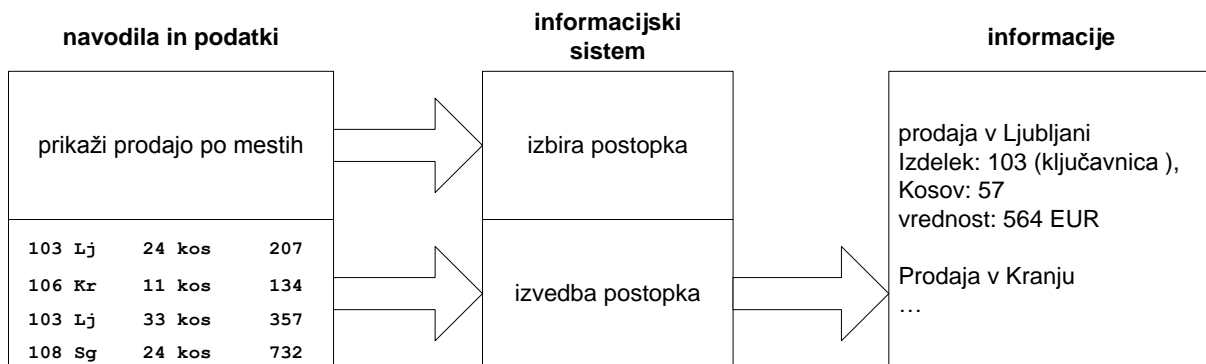 navodila in podatki
informacijski
sistem
informacije
prikaži prodajo po mestih
izbira postopka
prodaja v Ljubljani
Izdelek: 103 (ključavnica ),
Kosov: 57
vrednost: 564 EUR
Prodaja v Kranju
…
103 Lj 24 kos 207
106 Kr 11 kos 134
103 Lj 33 kos 357
108 Sg 24 kos 732
izvedba postopka